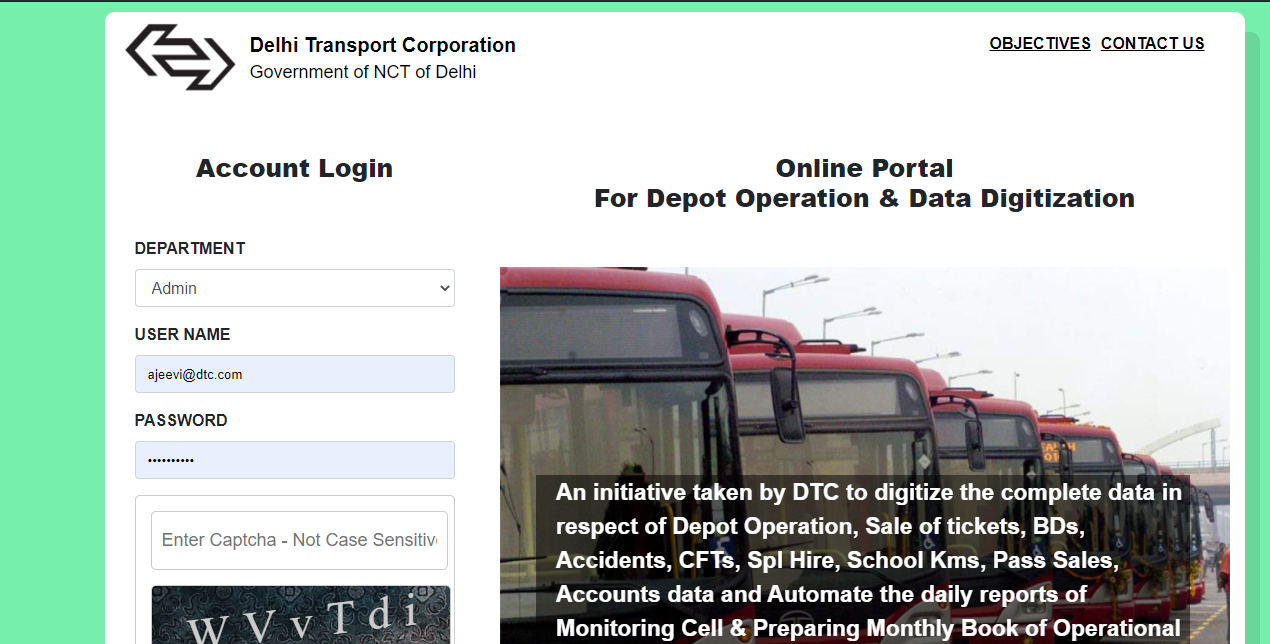 Delhi Transport Corporation
Government of NCT of Delhi
OBJECTIVES CONTACT US
Account Login
DEPARTMENT
Admin
USER NAME
ajeevi@dtc.com
PASSWORD
••••••••••
Enter Captcha - Not Case Sensitiv
W V v T d i
Online Portal
For Depot Operation & Data Digitization
An initiative taken by DTC to digitize the complete data in
respect of Depot Operation, Sale of tickets, BDs,
Accidents, CFTs, Spl Hire, School Kms, Pass Sales,
Accounts data and Automate the daily reports of
Monitoring Cell & Preparing Monthly Book of Operational